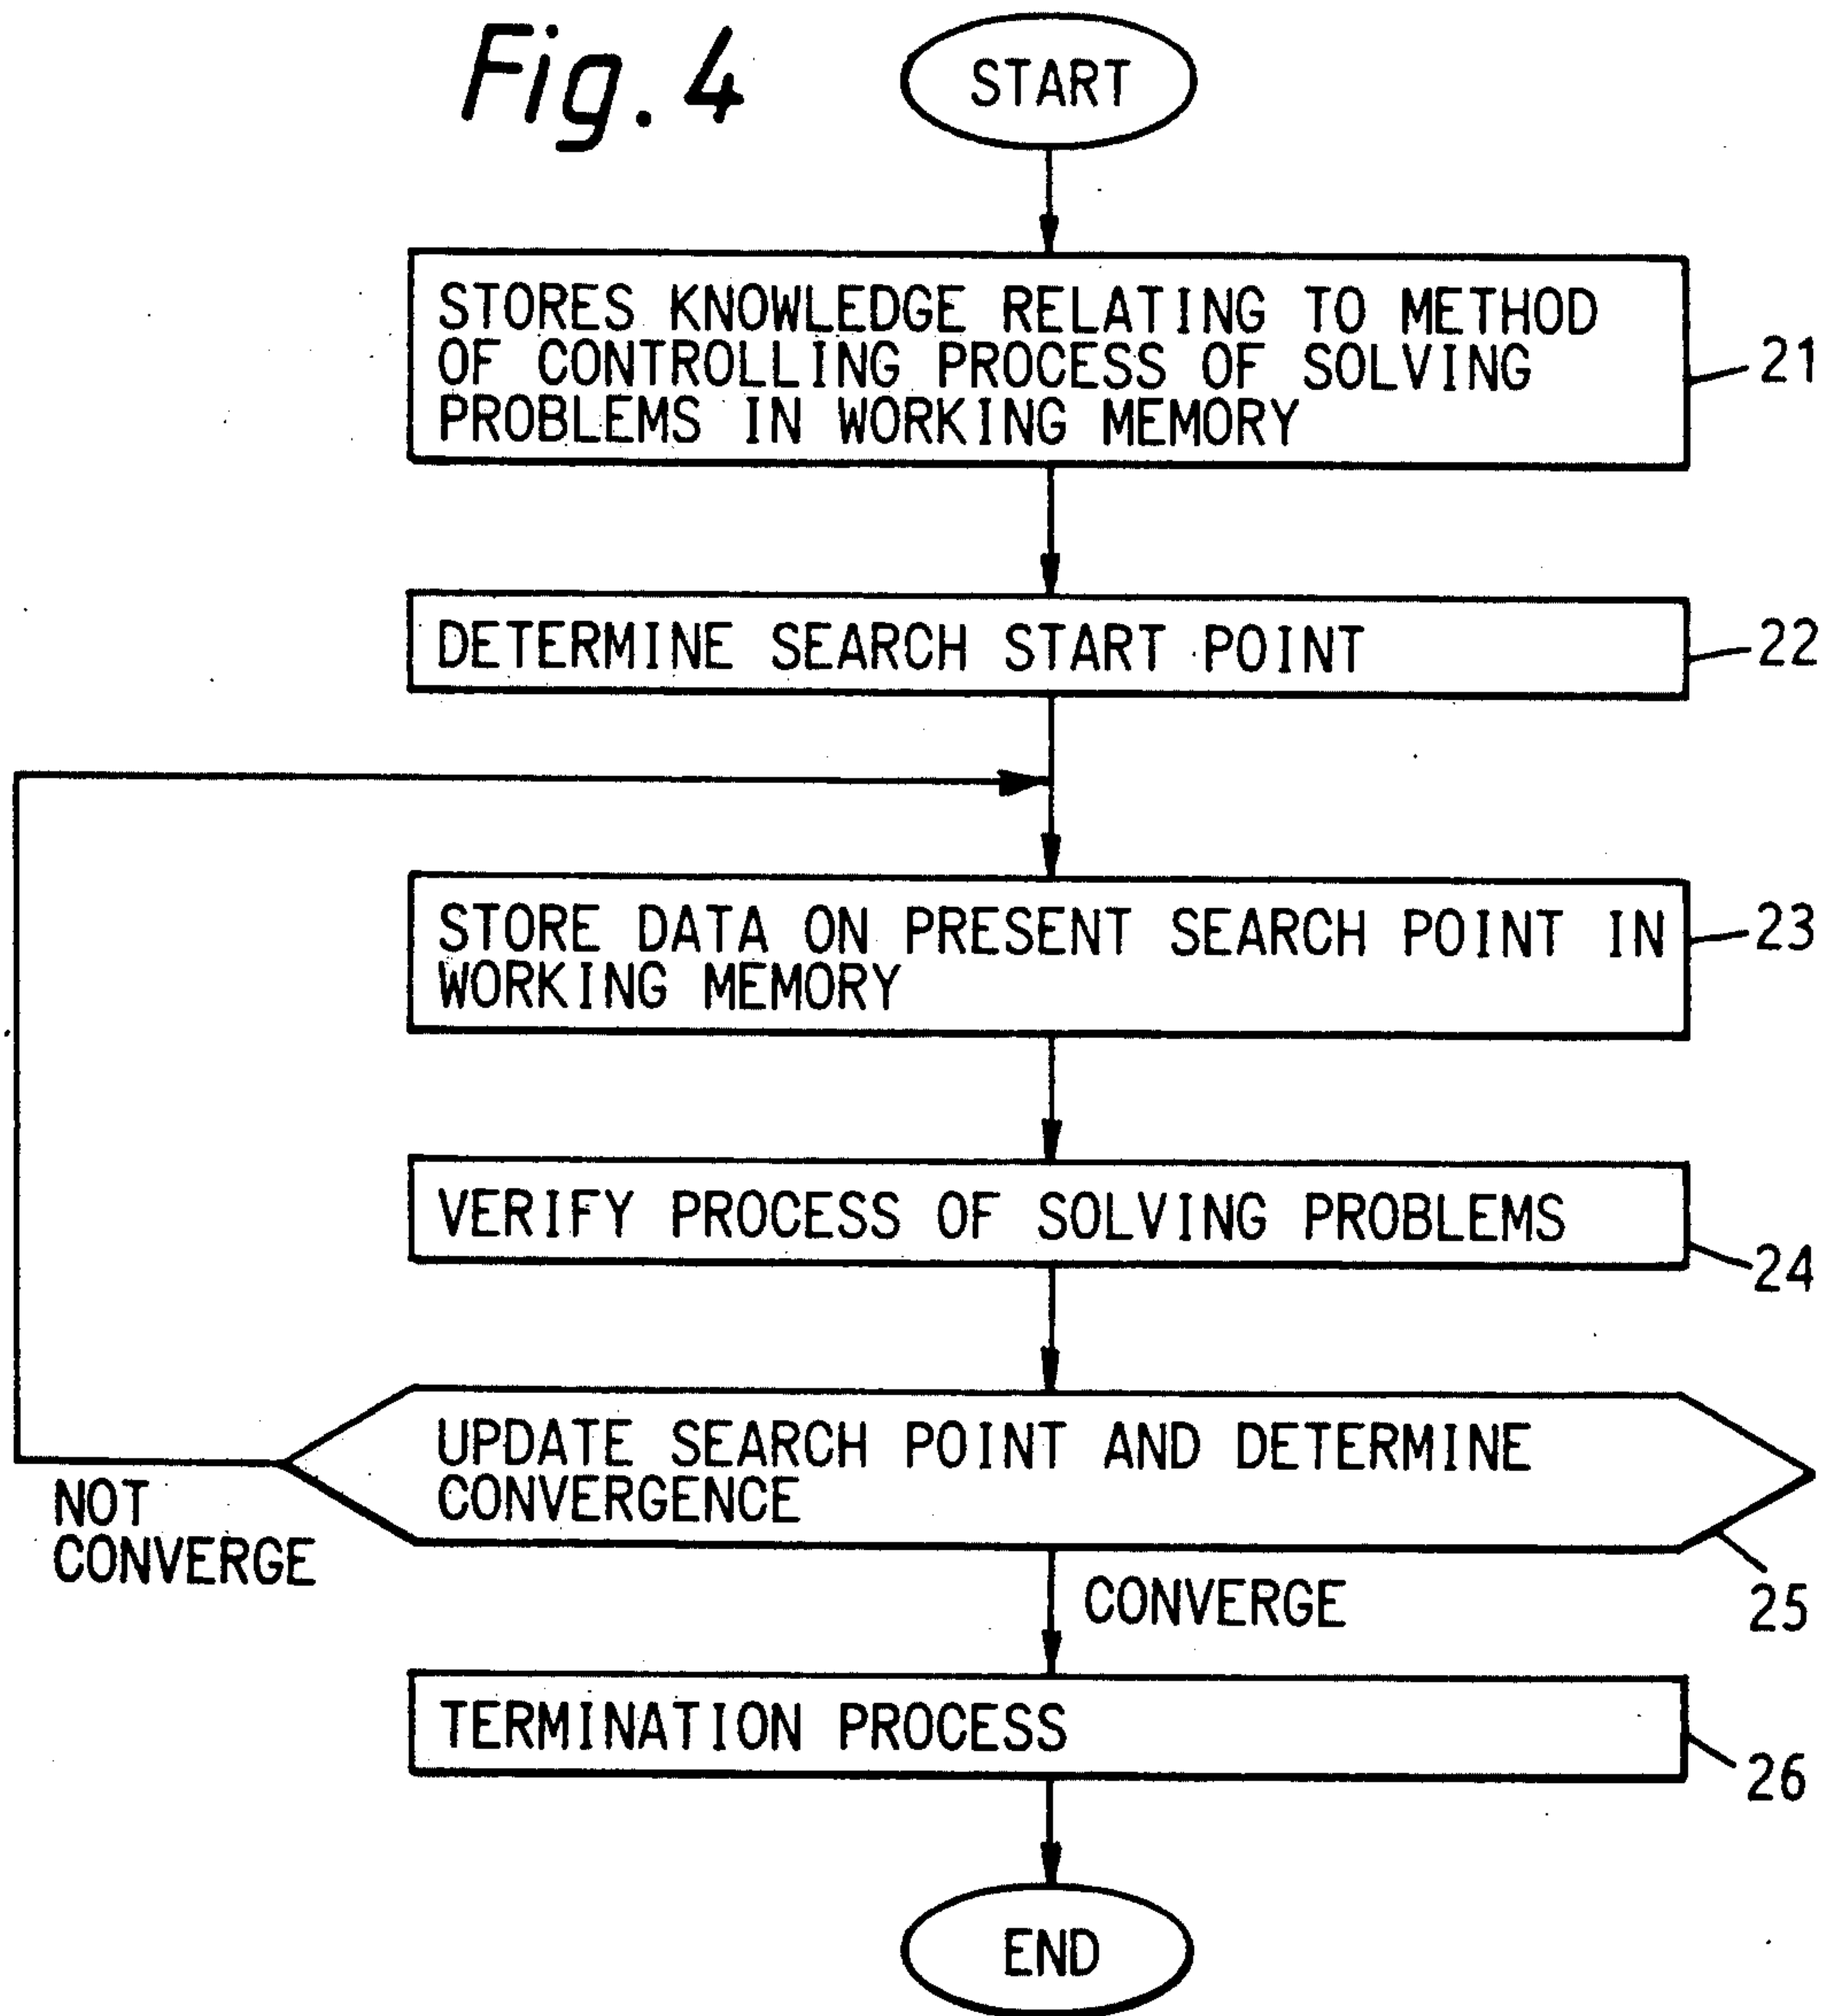 Fig. 4
START
STORES KNOWLEDGE RELATING TO METHOD
OF CONTROLLING PROCESS OF SOLVING
PROBLEMS IN WORKING MEMORY
21
DETERMINE SEARCH START POINT
22
STORE DATA ON PRESENT SEARCH POINT IN
WORKING MEMORY
23
VERIFY PROCESS OF SOLVING PROBLEMS
24
UPDATE SEARCH POINT AND DETERMINE
CONVERGENCE
25
NOT
CONVERGE
CONVERGE
TERMINATION PROCESS
26
END